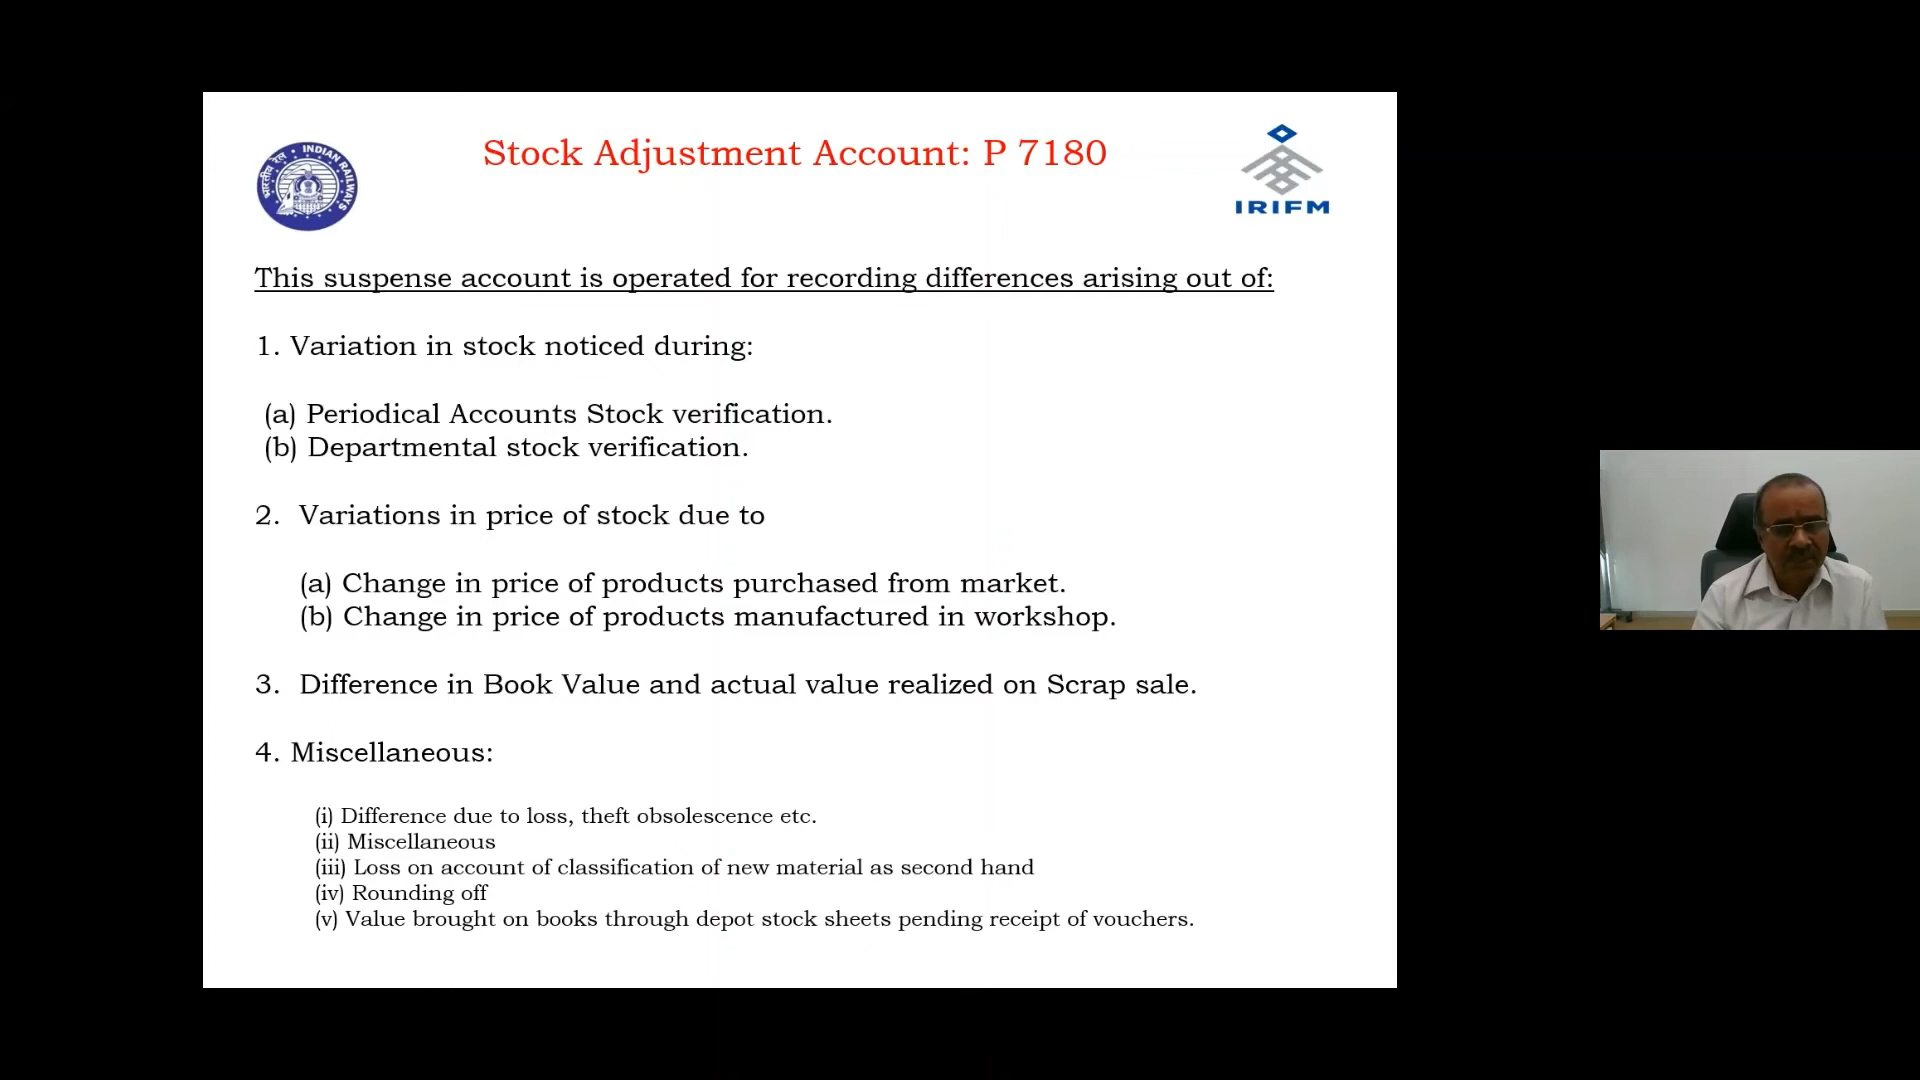 Stock Adjustment Account: P 7180
भारतीय रेल • INDIAN RAILWAYS
IRIFM
This suspense account is operated for recording differences arising out of:
1. Variation in stock noticed during:
(a) Periodical Accounts Stock verification.
(b) Departmental stock verification.
2. Variations in price of stock due to
(a) Change in price of products purchased from market.
(b) Change in price of products manufactured in workshop.
3. Difference in Book Value and actual value realized on Scrap sale.
4. Miscellaneous:
(i) Difference due to loss, theft obsolescence etc.
(ii) Miscellaneous
(iii) Loss on account of classification of new material as second hand
(iv) Rounding off
(v) Value brought on books through depot stock sheets pending receipt of vouchers.